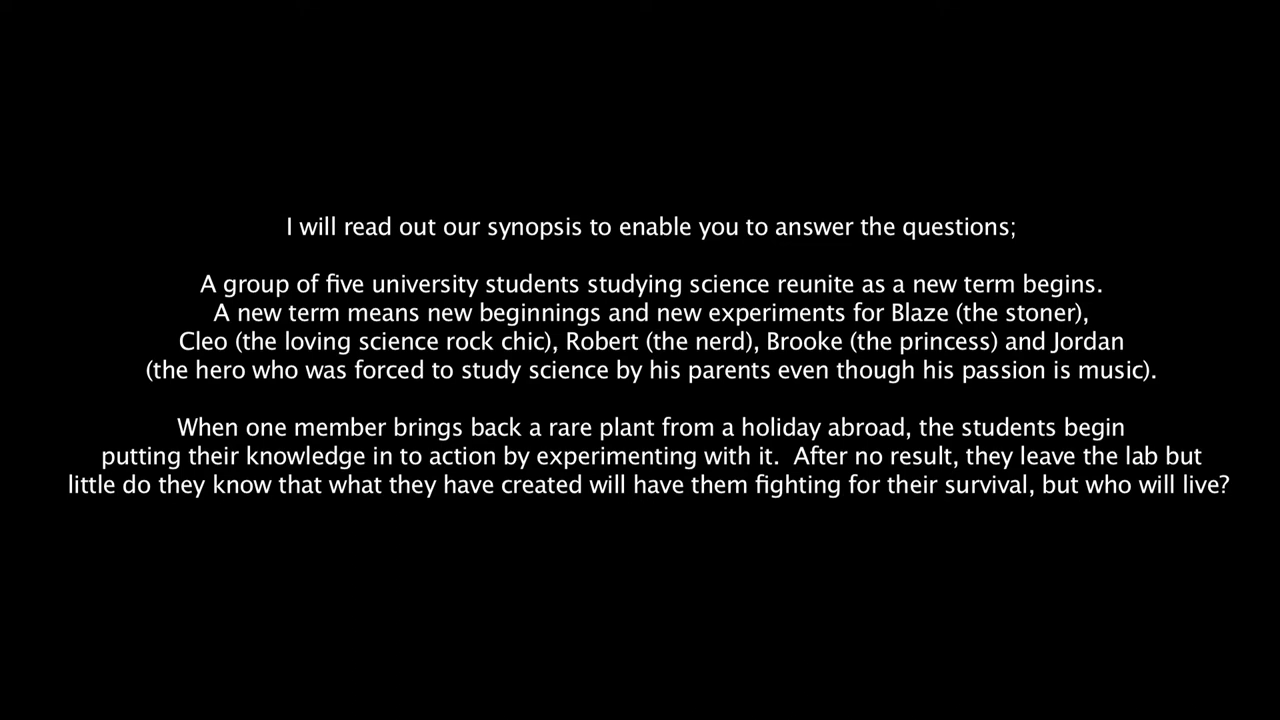 I will read out our synopsis to enable you to answer the questions;
A group of five university students studying science reunite as a new term begins.
A new term means new beginnings and new experiments for Blaze (the stoner),
Cleo (the loving science rock chic), Robert (the nerd), Brooke (the princess) and Jordan
(the hero who was forced to study science by his parents even though his passion is music).
When one member brings back a rare plant from a holiday abroad, the students begin
putting their knowledge in to action by experimenting with it.  After no result, they leave the lab but
little do they know that what they have created will have them fighting for their survival, but who will live?